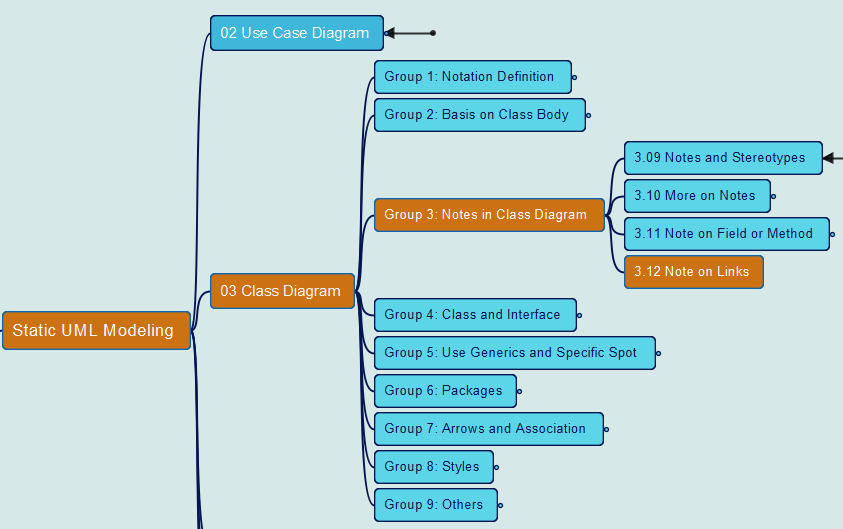 02 Use Case Diagram
Group 1: Notation Definition
Group 2: Basis on Class Body
3.09 Notes and Stereotypes
3.10 More on Notes
Group 3: Notes in Class Diagram
3.11 Note on Field or Method
3.12 Note on Links
03 Class Diagram
Group 4: Class and Interface
Static UML Modeling
Group 5: Use Generics and Specific Spot
Group 6: Packages
Group 7: Arrows and Association
Group 8: Styles
Group 9: Others